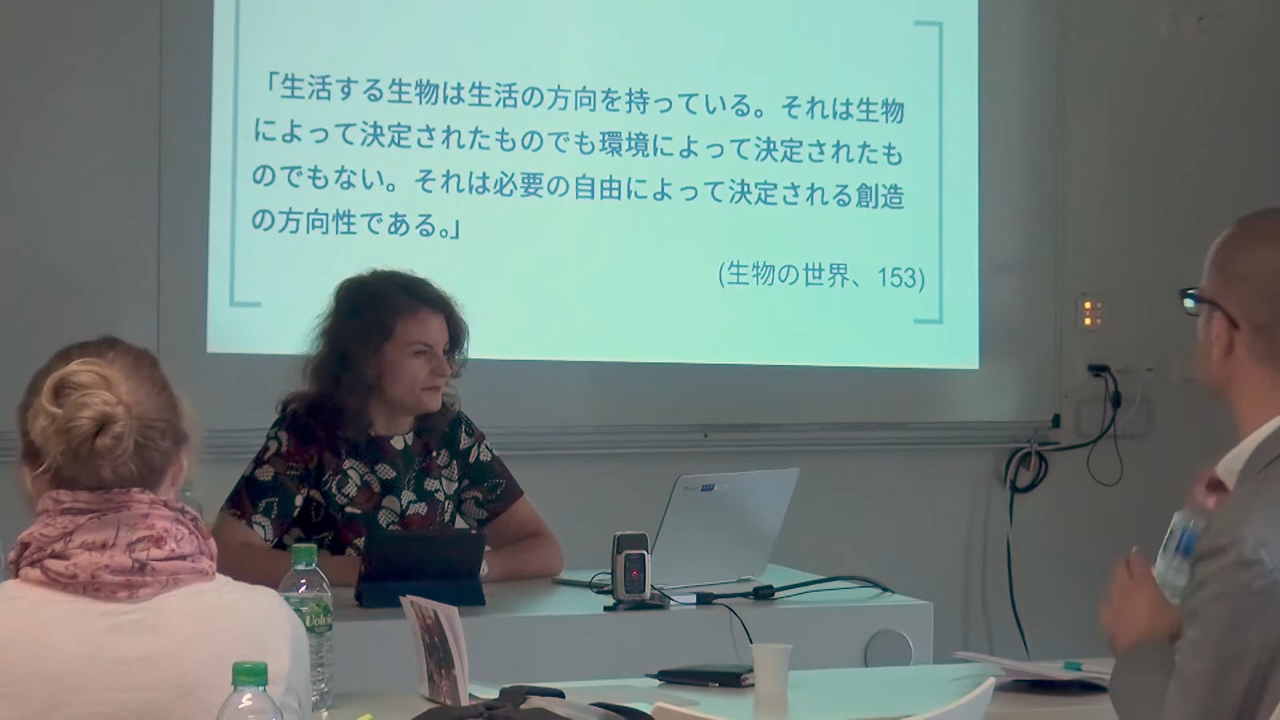 「生活する生物は生活の方向を持っている。それは生物
によって決定されたものでも環境によって決定されたも
のでもない。それは必要の自由によって決定される創造
の方向性である。」
(生物の世界、153)
Volvic